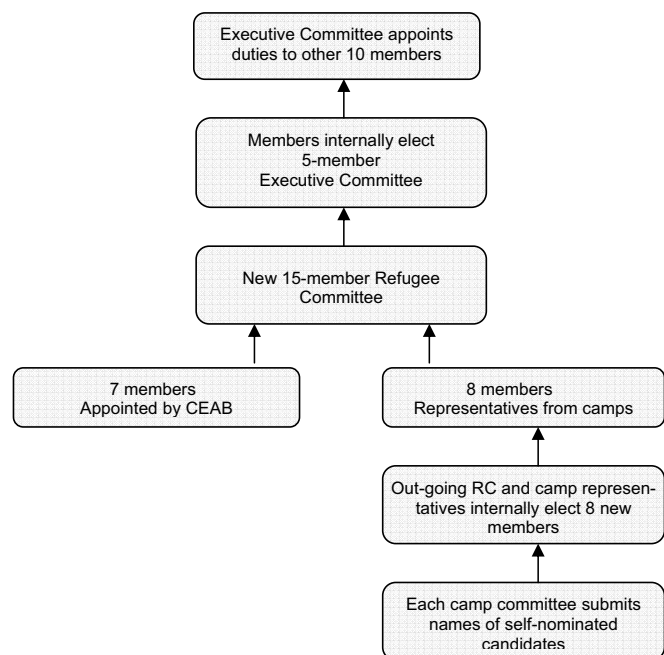 Executive Committee appoints
duties to other 10 members
Members internally elect
5-member
Executive Committee
New 15-member Refugee
Committee
7 members
Appointed by CEAB
8 members
Representatives from camps
Out-going RC and camp represen-
tatives internally elect 8 new
members
Each camp committee submits
names of self-nominated
candidates